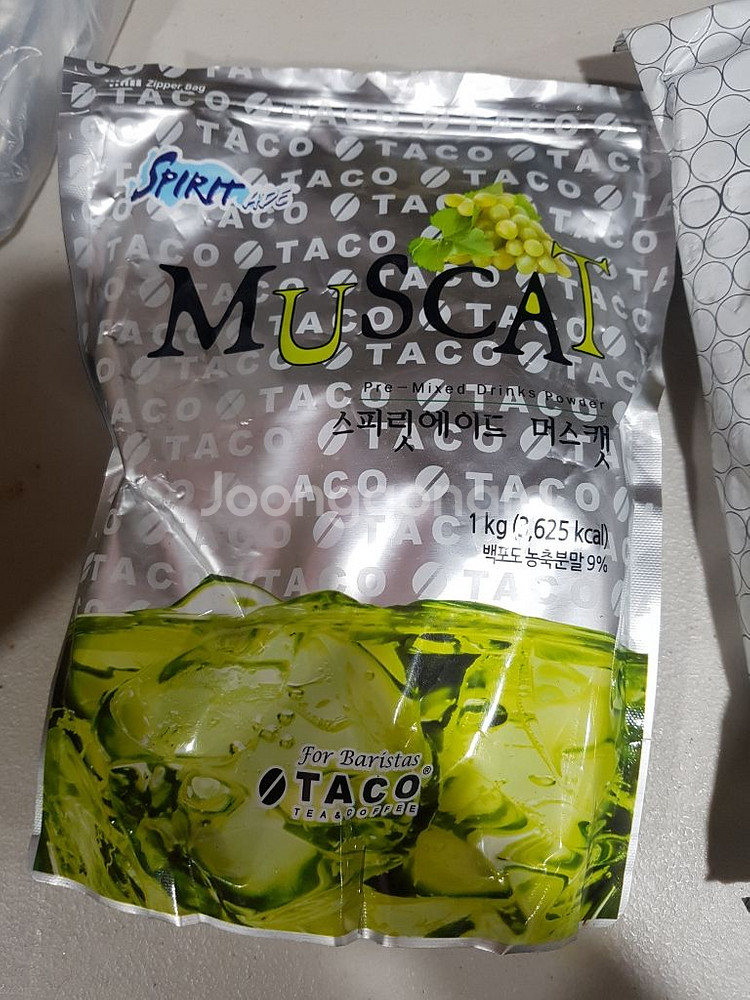 Zipper Bag
SPIRIT ADE
MUSCAT
Pre-Mixed Drinks Powder
스피릿에이드 머스캣
Joongonara
1 kg (3,625 kcal)
백포도농축분말 9%
For Baristas
TACO®
TEA & COFFEE